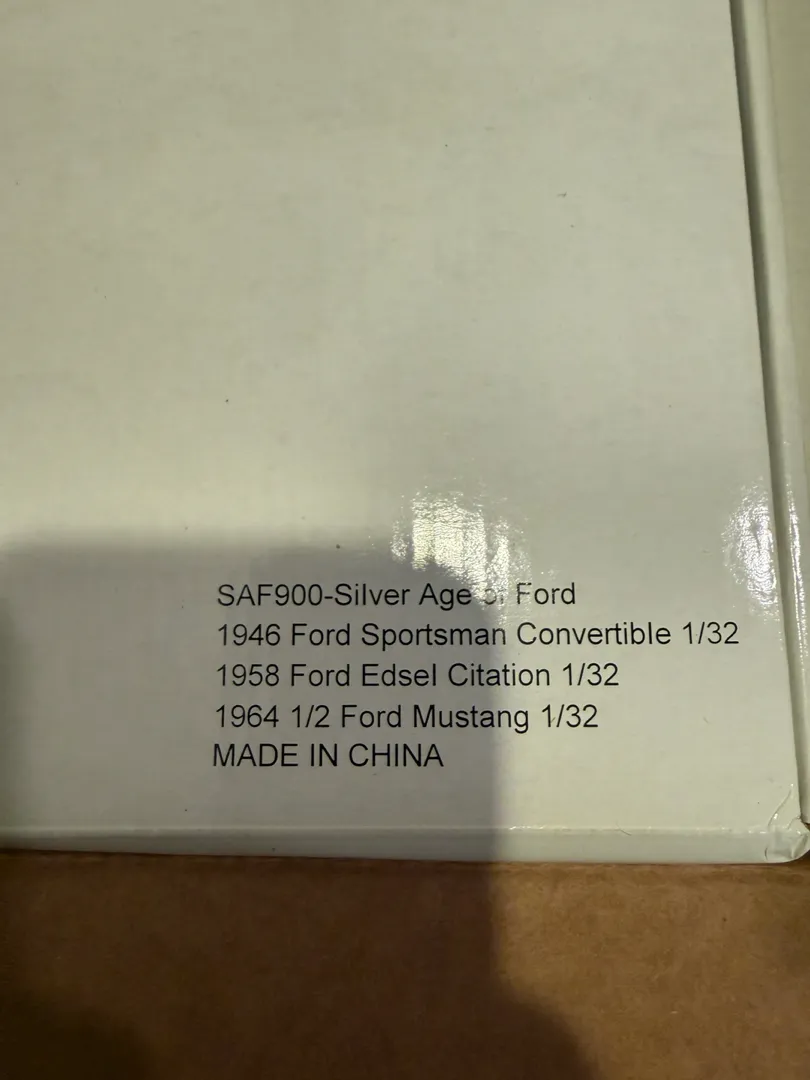 SAF900-Silver Age of Ford
1946 Ford Sportsman Convertible 1/32
1958 Ford Edsel Citation 1/32
1964 1/2 Ford Mustang 1/32
MADE IN CHINA